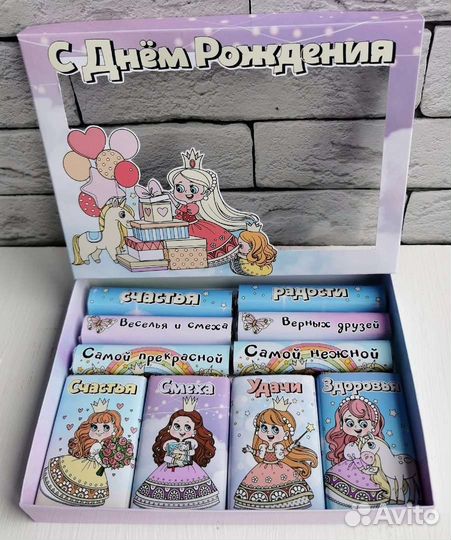 С Днём Рождения
счастья
радости
Веселья и смеха
Верных друзей
Самой прекрасной
Самой нежной
Счастья
Смеха
Удачи
Здоровья
Avito